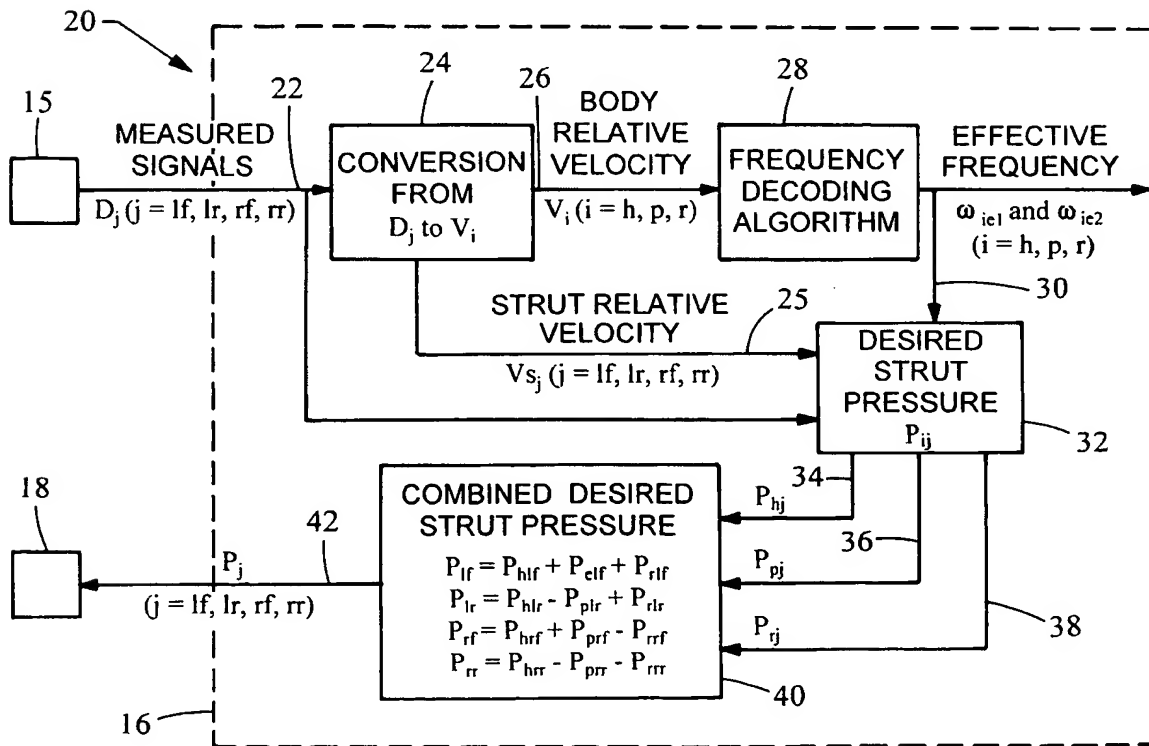 20
15
MEASURED
SIGNALS
22
D_j (j = lf, lr, rf, rr)
24
CONVERSION
FROM
D_j to V_i
26
BODY
RELATIVE
VELOCITY
V_i (i = h, p, r)
28
FREQUENCY
DECODING
ALGORITHM
EFFECTIVE
FREQUENCY
ω_ie1 and ω_ie2
(i = h, p, r)
30
STRUT RELATIVE
VELOCITY
25
Vs_j (j = lf, lr, rf, rr)
DESIRED
STRUT
PRESSURE
P_ij
32
34
P_hj
36
P_pj
38
P_rj
COMBINED DESIRED
STRUT PRESSURE
P_lf = P_hlf + P_elf + P_rlf
P_lr = P_hlr - P_plr + P_rlr
P_rf = P_hrf + P_prf - P_rrf
P_rr = P_hrr - P_prr - P_rrr
40
42
18
P_j
(j = lf, lr, rf, rr)
16